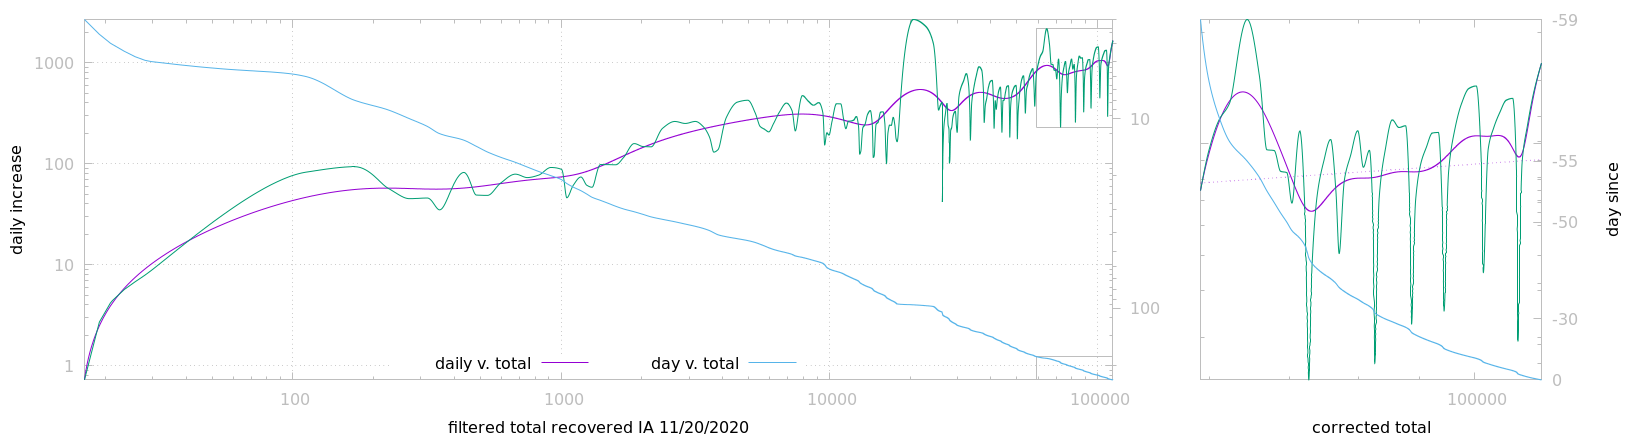 1000
100
10
1
daily increase
100
1000
10000
100000
filtered total recovered IA 11/20/2020
daily v. total
day v. total
10
100
-59
-55
-50
-30
0
day since
100000
corrected total